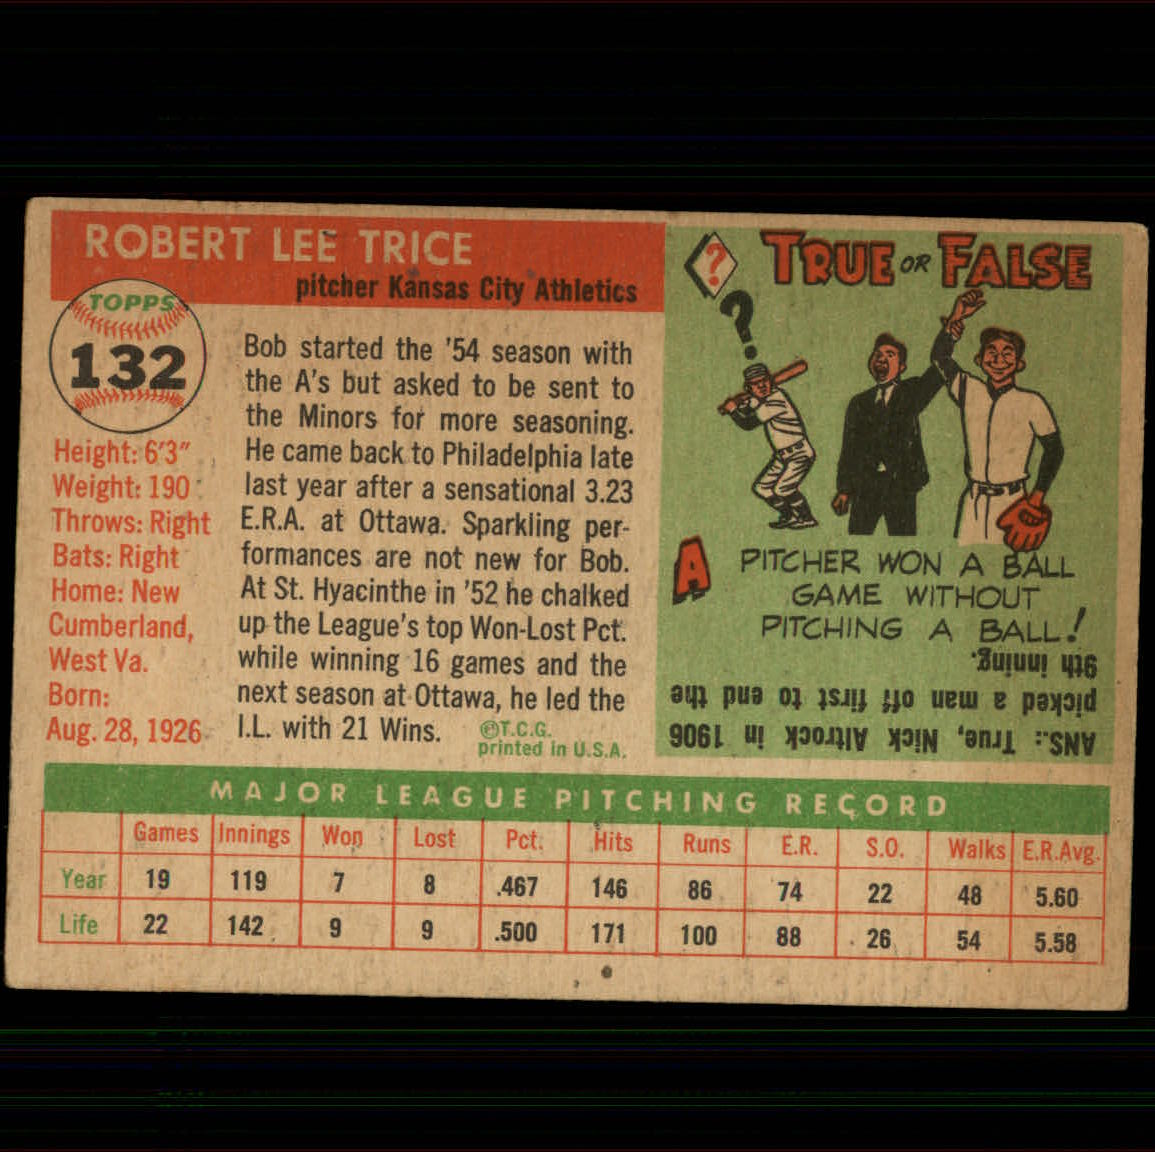 ROBERT LEE TRICE
pitcher Kansas City Athletics
TOPPS
132
Height: 6'3"
Weight: 190
Throws: Right
Bats: Right
Home: New
Cumberland,
West Va.
Born:
Aug. 28, 1926
Bob started the '54 season with
the A's but asked to be sent to
the Minors for more seasoning.
He came back to Philadelphia late
last year after a sensational 3.23
E.R.A. at Ottawa. Sparkling per-
formances are not new for Bob.
At St. Hyacinthe in '52 he chalked
up the League's top Won-Lost Pct.
while winning 16 games and the
next season at Ottawa, he led the
I.L. with 21 Wins.
©T.C.G.
printed in U.S.A.
?
TRUE OR FALSE
?
A PITCHER WON A BALL
GAME WITHOUT
PITCHING A BALL!
ANS.: True, Nick Altrock in 1906
picked a man off first to end the
9th inning.
MAJOR LEAGUE PITCHING RECORD
Games Innings Won Lost Pct. Hits Runs E.R. S.O. Walks E.R.Avg.
Year 19 119 7 8 .467 146 86 74 22 48 5.60
Life 22 142 9 9 .500 171 100 88 26 54 5.58